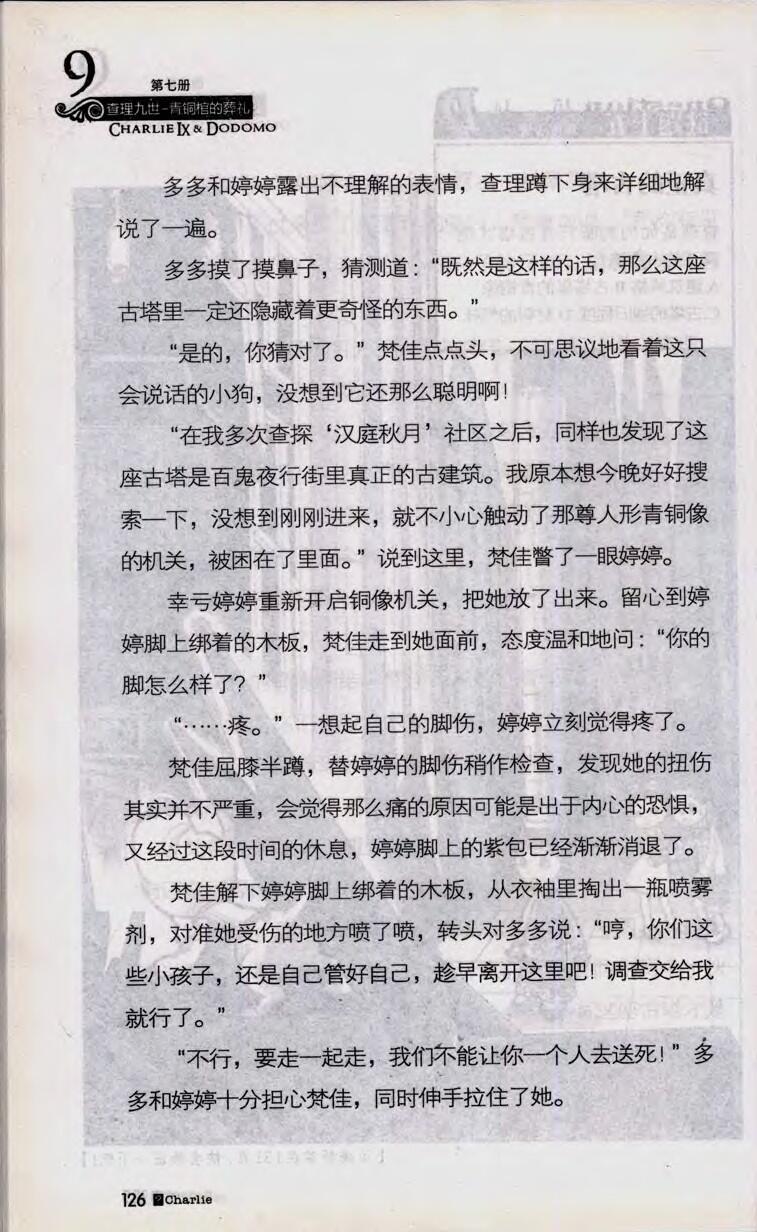 9
第七册
查理九世-青铜棺的葬礼
CHARLIE IX & DODOMO
多多和婷婷露出不理解的表情，查理蹲下身来详细地解
说了一遍。
多多摸了摸鼻子，猜测道：“既然是这样的话，那么这座
古塔里一定还隐藏着更奇怪的东西。”
“是的，你猜对了。”梵佳点点头，不可思议地看着这只
会说话的小狗，没想到它还那么聪明啊！
“在我多次查探‘汉庭秋月’社区之后，同样也发现了这
座古塔是百鬼夜行街里真正的古建筑。我原本想今晚好好搜
索一下，没想到刚刚进来，就不小心触动了那尊人形青铜像
的机关，被困在了里面。”说到这里，梵佳瞥了一眼婷婷。
幸亏婷婷重新开启铜像机关，把她放了出来。留心到婷
婷脚上绑着的木板，梵佳走到她面前，态度温和地问：“你的
脚怎么样了？”
“……疼。”一想起自己的脚伤，婷婷立刻觉得疼了。
梵佳屈膝半蹲，替婷婷的脚伤稍作检查，发现她的扭伤
其实并不严重，会觉得那么痛的原因可能是出于内心的恐惧，
又经过这段时间的休息，婷婷脚上的紫包已经渐渐消退了。
梵佳解下婷婷脚上绑着的木板，从衣袖里掏出一瓶喷雾
剂，对准她受伤的地方喷了喷，转头对多多说：“哼，你们这
些小孩子，还是自己管好自己，趁早离开这里吧！调查交给我
就行了。”
“不行，要走一起走，我们不能让你一个人去送死！”多
多和婷婷十分担心梵佳，同时伸手拉住了她。
126 Charlie